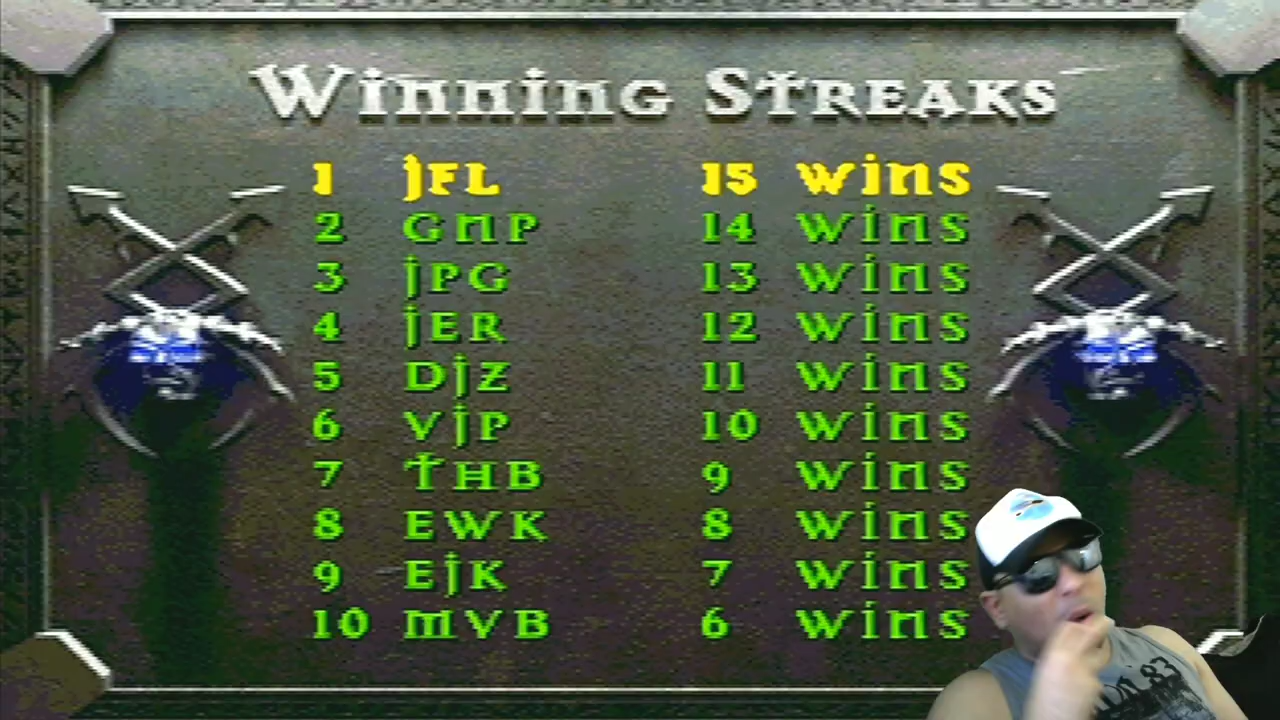 Winning Streaks
1 JFL 15 wins
2 GMP 14 wins
3 JPG 13 wins
4 JER 12 wins
5 DJZ 11 wins
6 VJP 10 wins
7 THB 9 wins
8 EWK 8 wins
9 EJK 7 wins
10 MVB 6 wins
83